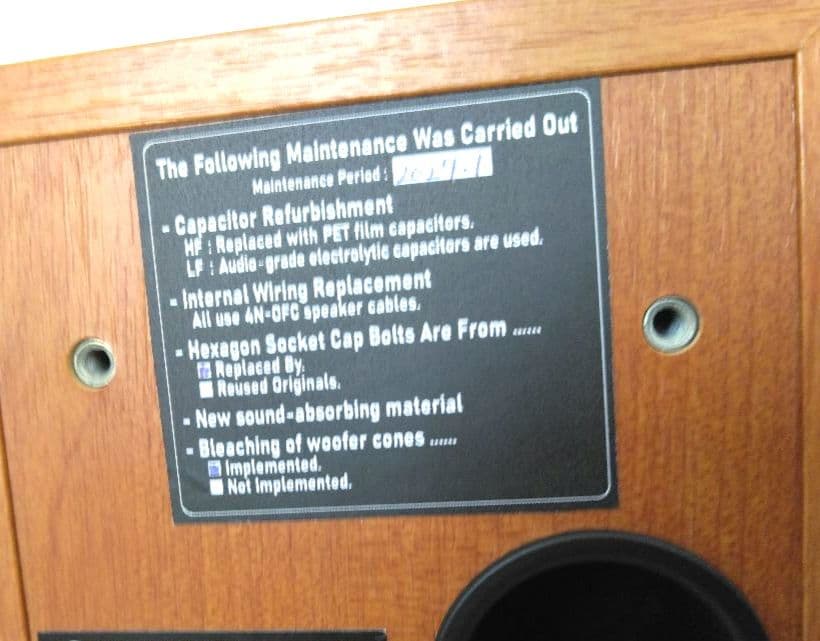 The Following Maintenance Was Carried Out
Maintenance Period :
- Capacitor Refurbishment
HF : Replaced with PET film capacitors.
LF : Audio-grade electrolytic capacitors are used.
- Internal Wiring Replacement
All use 4N-OFC speaker cables.
- Hexagon Socket Cap Bolts Are From ......
Replaced By.
Reused Originals.
- New sound-absorbing material
- Bleaching of woofer cones ......
Implemented.
Not Implemented.